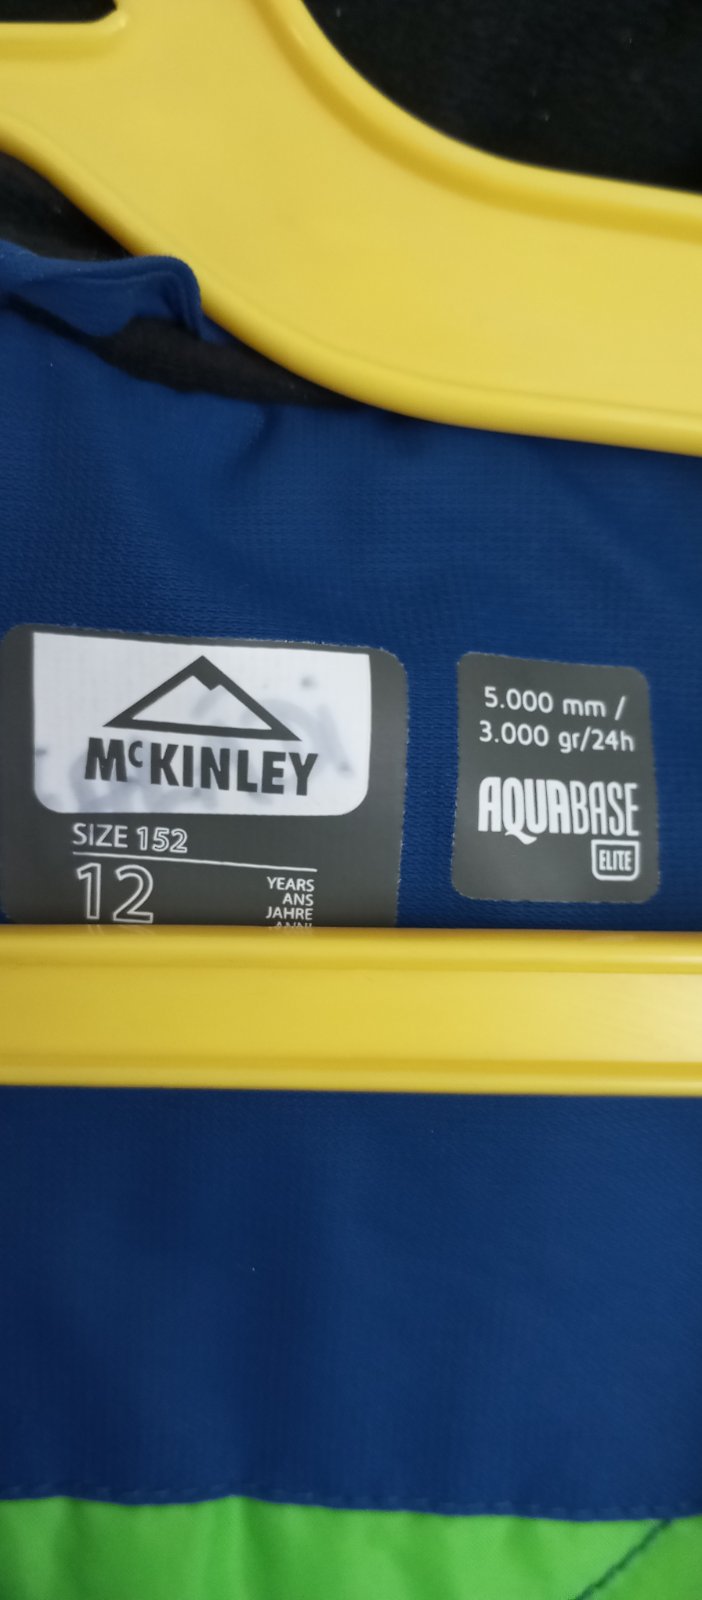 McKINLEY
SIZE 152
12
YEARS
ANS
JAHRE
5.000 mm /
3.000 gr/24h
AQUABASE
ELITE